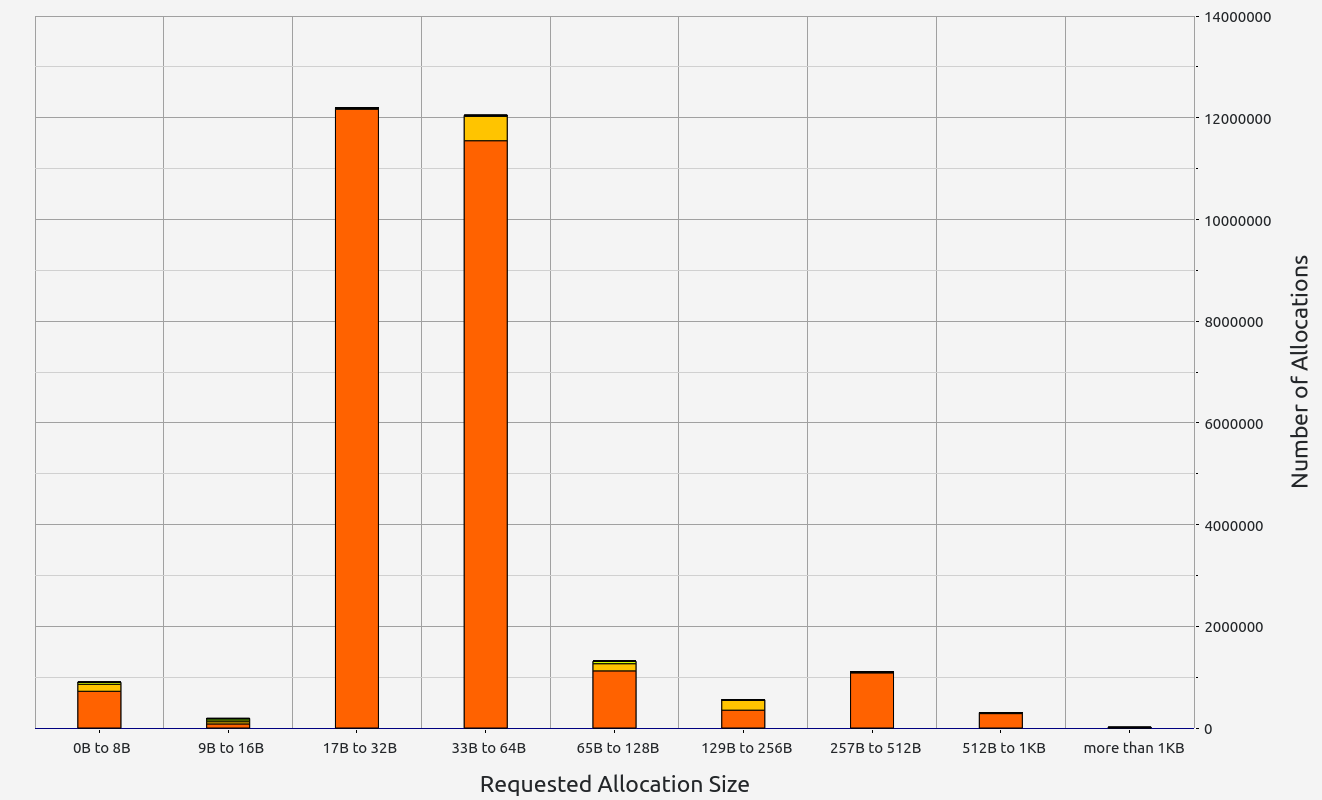 14000000
12000000
10000000
8000000
6000000
4000000
2000000
0
Number of Allocations
0B to 8B
9B to 16B
17B to 32B
33B to 64B
65B to 128B
129B to 256B
257B to 512B
512B to 1KB
more than 1KB
Requested Allocation Size